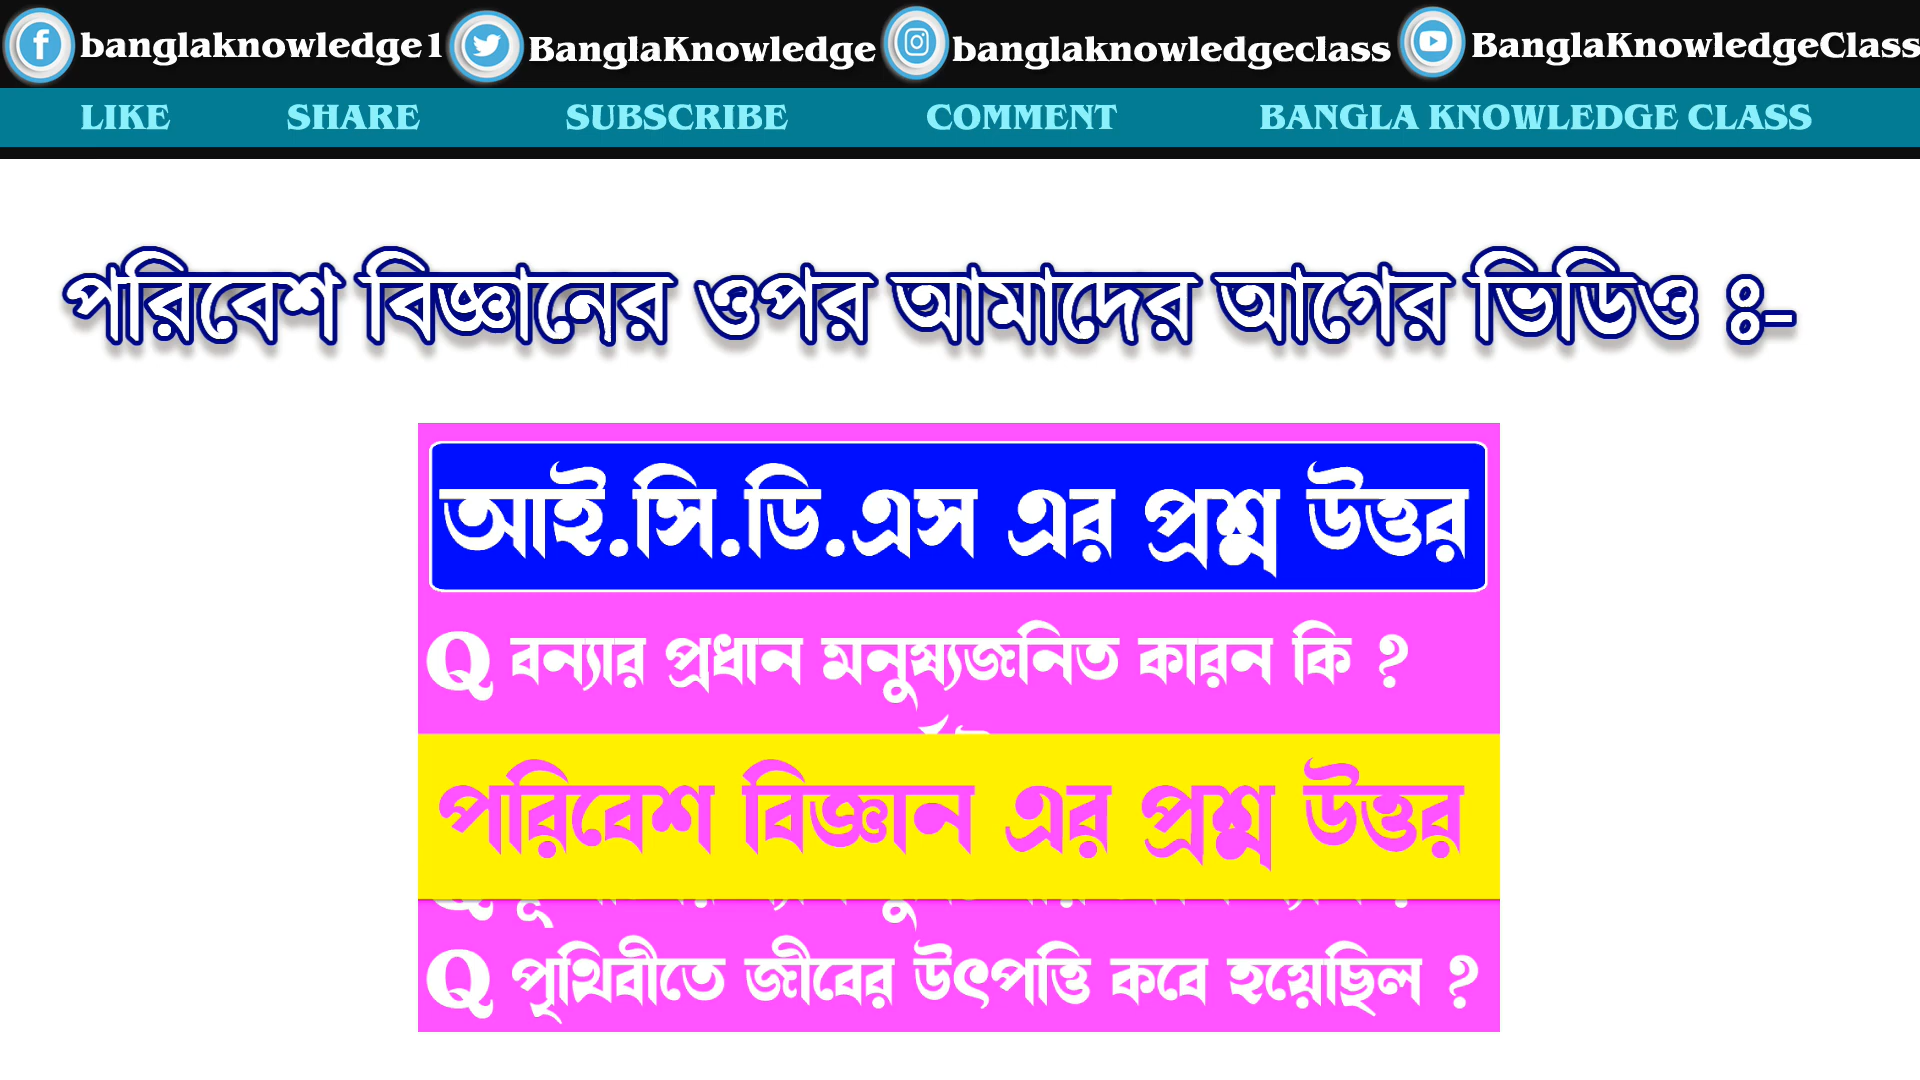 banglaknowledge1 BanglaKnowledge banglaknowledgeclass BanglaKnowledgeClass
LIKE SHARE SUBSCRIBE COMMENT BANGLA KNOWLEDGE CLASS
পরিবেশ বিজ্ঞানের ওপর আমাদের আগের ভিডিও ঃ-
আই.সি.ডি.এস এর প্রশ্ন উত্তর
Q বন্যার প্রধান মনুষ্যজনিত কারন কি ?
পরিবেশ বিজ্ঞান এর প্রশ্ন উত্তর
Q পৃথিবীতে জীবের উৎপত্তি কবে হয়েছিল ?